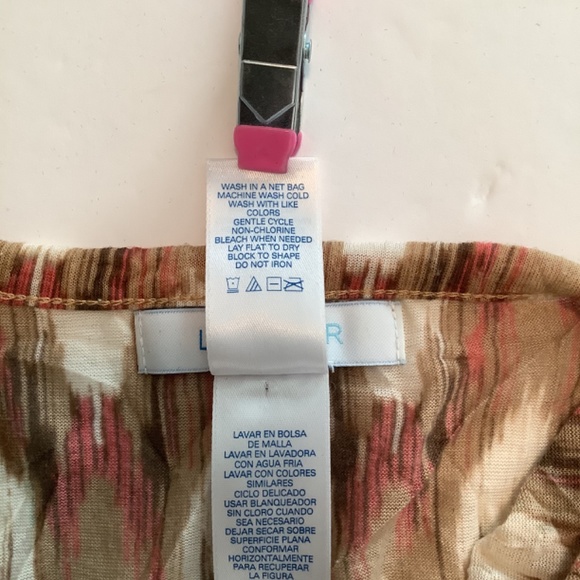 WASH IN A NET BAG
MACHINE WASH COLD
WASH WITH LIKE
COLORS
GENTLE CYCLE
NON-CHLORINE
BLEACH WHEN NEEDED
LAY FLAT TO DRY
BLOCK TO SHAPE
DO NOT IRON
L R
LAVAR EN BOLSA
DE MALLA
LAVAR EN LAVADORA
CON AGUA FRIA
LAVAR CON COLORES
SIMILARES
CICLO DELICADO
USAR BLANQUEADOR
SIN CLORO CUANDO
SEA NECESARIO
DEJAR SECAR SOBRE
SUPERFICIE PLANA
CONFORMAR
HORIZONTALMENTE
PARA RECUPERAR
LA FIGURA